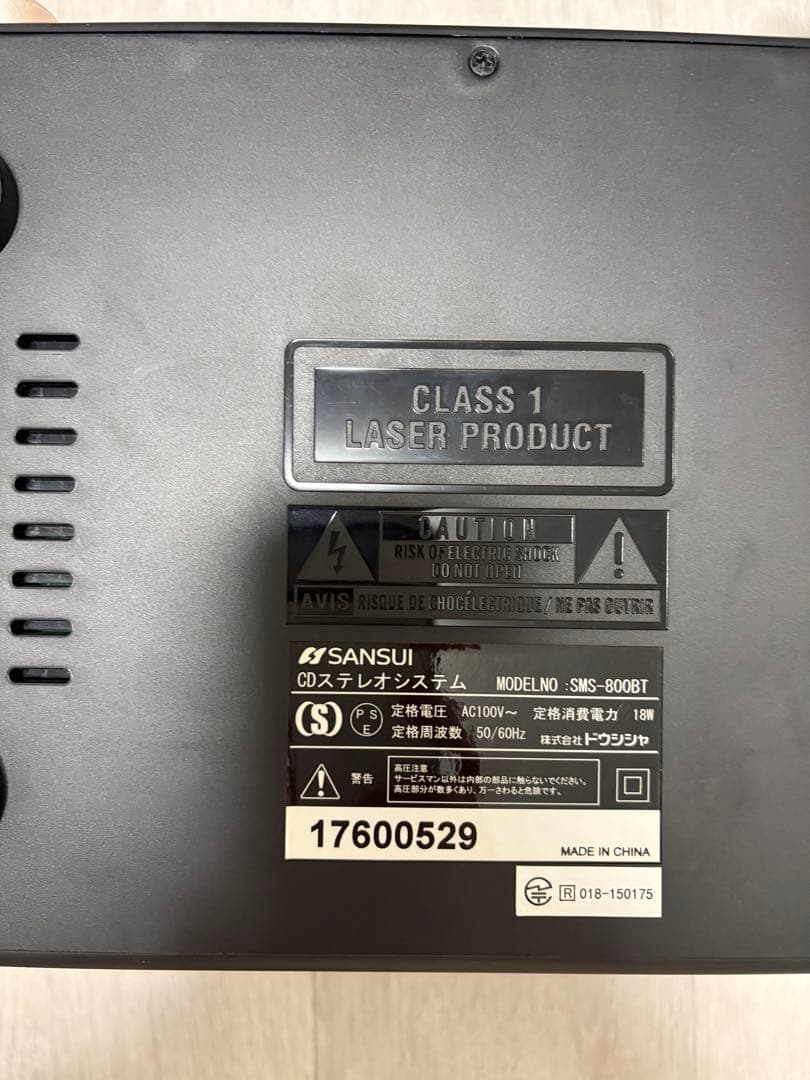 CLASS 1
LASER PRODUCT
CAUTION
RISK OF ELECTRIC SHOCK
DO NOT OPEN
AVIS RISQUE DE CHOCÉLECTRIQUE / NE PAS OUVRIR
SANSUI
CDステレオシステム MODELNO :SMS-800BT
S PSE 定格電圧 AC100V～ 定格消費電力 18W
定格周波数 50/60Hz 株式会社ドウシシャ
警告
高圧注意
サービスマン以外は内部の部品に触らないでください。
高圧部分が数多くあり、万一さわると危険です。
17600529
MADE IN CHINA
R 018-150175